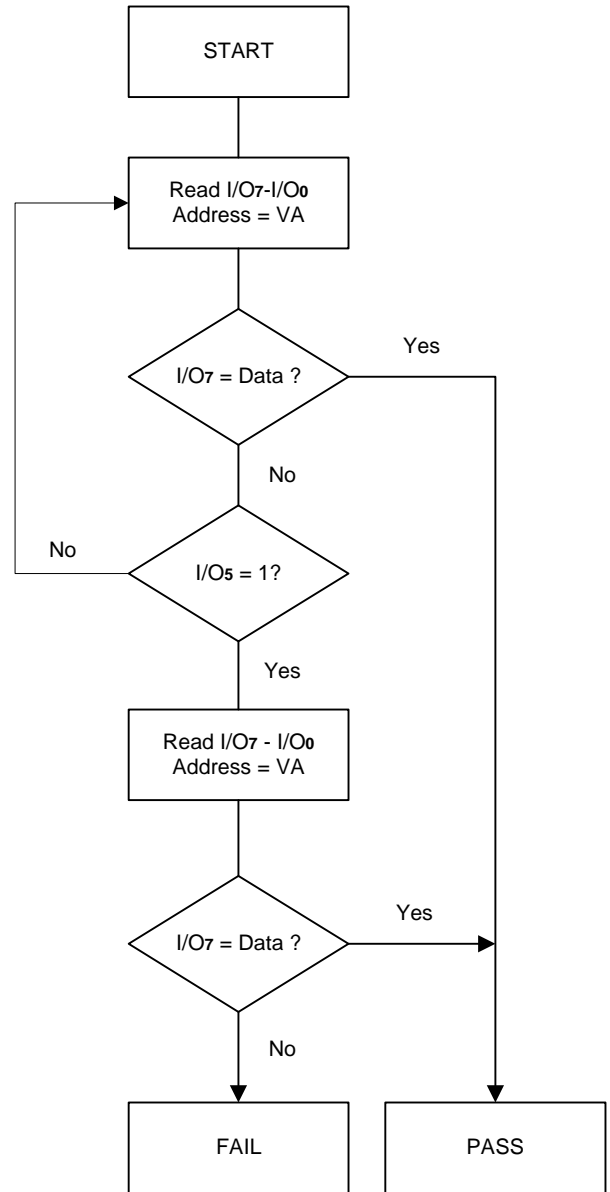 START
Read I/O7-I/O0
Address = VA
Yes
I/O7 = Data ?
No
No
I/O5 = 1?
Yes
Read I/O7 - I/O0
Address = VA
Yes
I/O7 = Data ?
No
FAIL
PASS